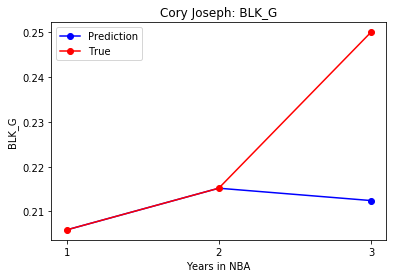 Cory Joseph: BLK_G
Prediction
True
0.25
0.24
0.23
0.22
0.21
BLK_G
1
2
3
Years in NBA